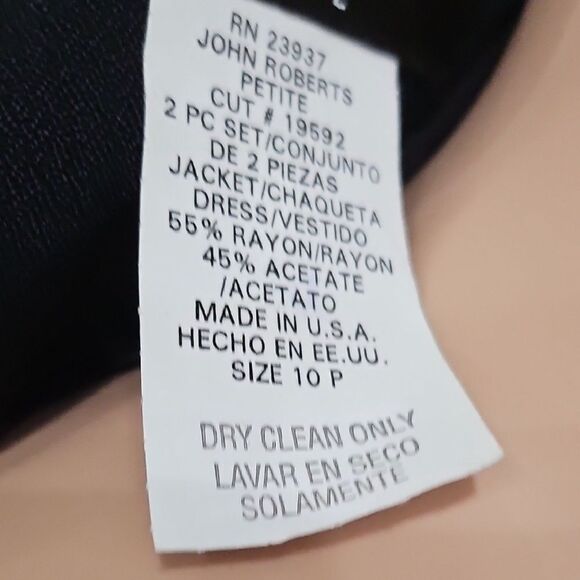 RN 23937
JOHN ROBERTS
PETITE
CUT # 19592
2 PC SET/CONJUNTO
DE 2 PIEZAS
JACKET/CHAQUETA
DRESS/VESTIDO
55% RAYON/RAYON
45% ACETATE
/ACETATO
MADE IN U.S.A.
HECHO EN EE.UU.
SIZE 10 P
DRY CLEAN ONLY
LAVAR EN SECO
SOLAMENTE